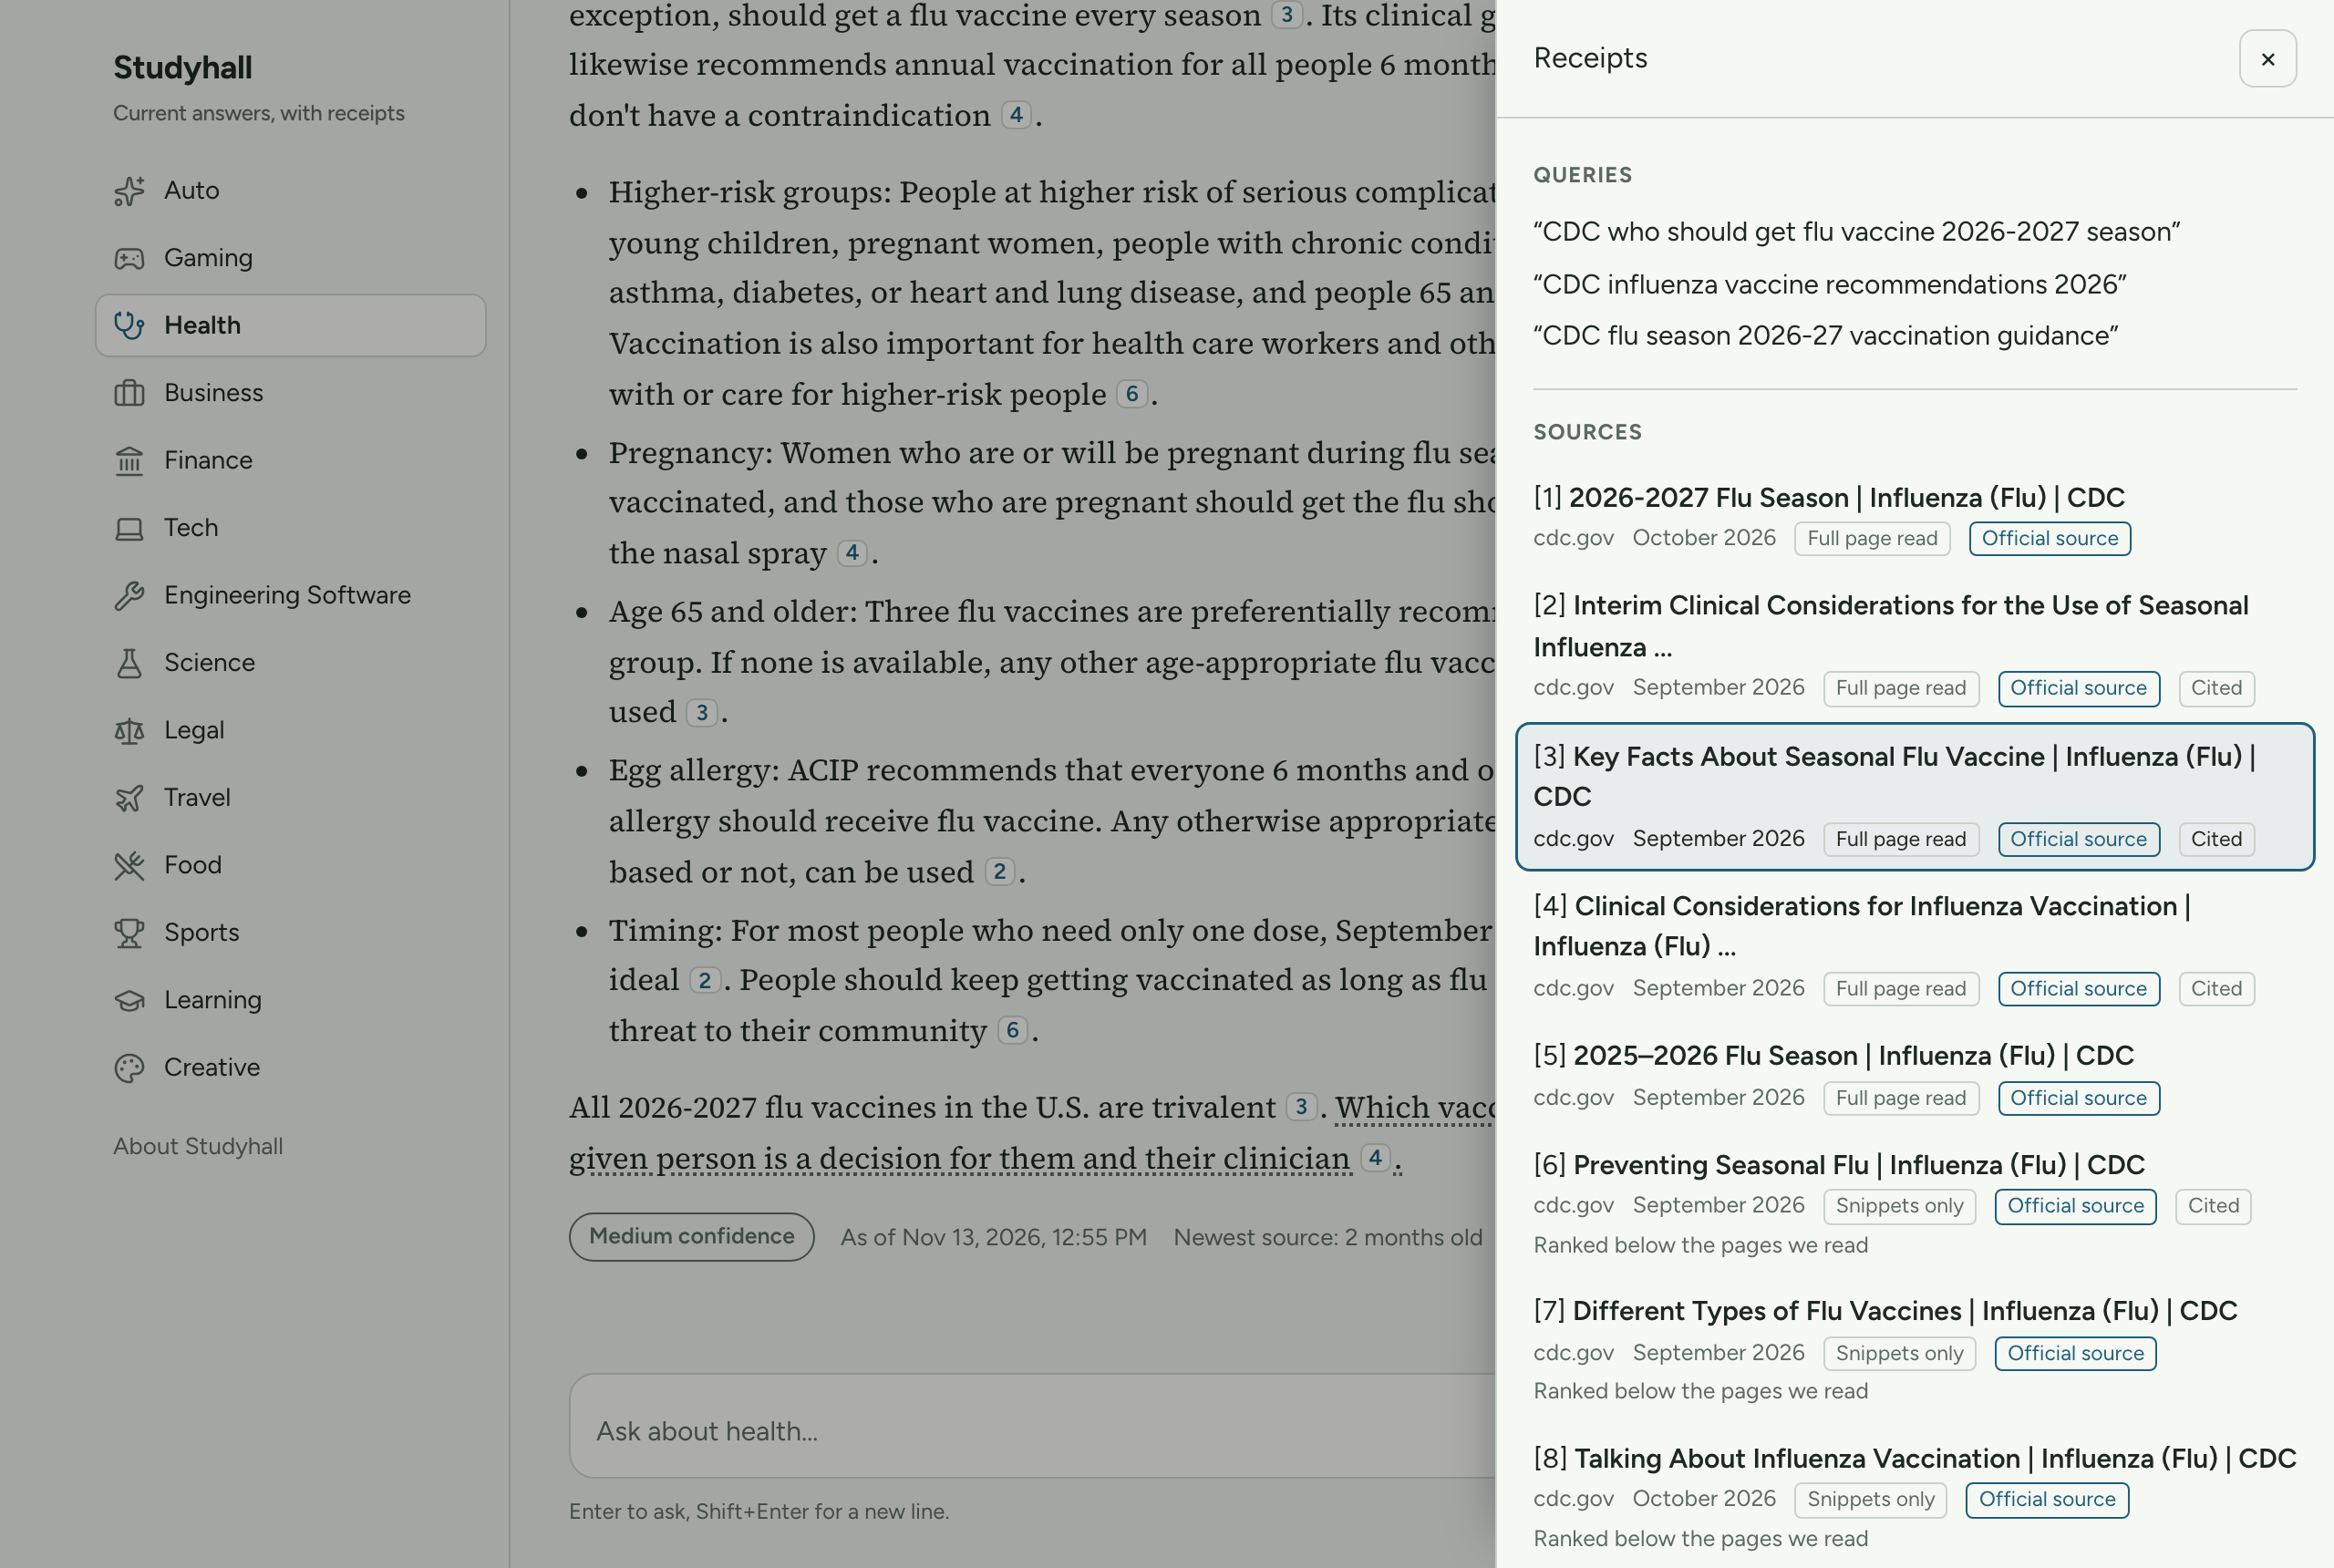 Studyhall
Current answers, with receipts
Auto
Gaming
Health
Business
Finance
Tech
Engineering Software
Science
Legal
Travel
Food
Sports
Learning
Creative
About Studyhall
exception, should get a flu vaccine every season 3. Its clinical g
likewise recommends annual vaccination for all people 6 month
don't have a contraindication 4.
• Higher-risk groups: People at higher risk of serious complicat
young children, pregnant women, people with chronic condi
asthma, diabetes, or heart and lung disease, and people 65 an
Vaccination is also important for health care workers and oth
with or care for higher-risk people 6.
• Pregnancy: Women who are or will be pregnant during flu sea
vaccinated, and those who are pregnant should get the flu sho
the nasal spray 4.
• Age 65 and older: Three flu vaccines are preferentially recom
group. If none is available, any other age-appropriate flu vacc
used 3.
• Egg allergy: ACIP recommends that everyone 6 months and o
allergy should receive flu vaccine. Any otherwise appropriate
based or not, can be used 2.
• Timing: For most people who need only one dose, September
ideal 2. People should keep getting vaccinated as long as flu
threat to their community 6.
All 2026-2027 flu vaccines in the U.S. are trivalent 3. Which vacc
given person is a decision for them and their clinician 4.
Medium confidence As of Nov 13, 2026, 12:55 PM Newest source: 2 months old
Ask about health...
Enter to ask, Shift+Enter for a new line.
Receipts ×
QUERIES
“CDC who should get flu vaccine 2026-2027 season”
“CDC influenza vaccine recommendations 2026”
“CDC flu season 2026-27 vaccination guidance”
SOURCES
[1] 2026-2027 Flu Season | Influenza (Flu) | CDC
cdc.gov October 2026 Full page read Official source
[2] Interim Clinical Considerations for the Use of Seasonal
Influenza ...
cdc.gov September 2026 Full page read Official source Cited
[3] Key Facts About Seasonal Flu Vaccine | Influenza (Flu) |
CDC
cdc.gov September 2026 Full page read Official source Cited
[4] Clinical Considerations for Influenza Vaccination |
Influenza (Flu) ...
cdc.gov September 2026 Full page read Official source Cited
[5] 2025–2026 Flu Season | Influenza (Flu) | CDC
cdc.gov September 2026 Full page read Official source
[6] Preventing Seasonal Flu | Influenza (Flu) | CDC
cdc.gov September 2026 Snippets only Official source Cited
Ranked below the pages we read
[7] Different Types of Flu Vaccines | Influenza (Flu) | CDC
cdc.gov September 2026 Snippets only Official source
Ranked below the pages we read
[8] Talking About Influenza Vaccination | Influenza (Flu) | CDC
cdc.gov October 2026 Snippets only Official source
Ranked below the pages we read